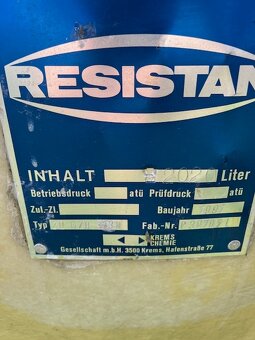 RESISTAN
INHALT Liter
Betriebsdruck atü Prüfdruck atü
Zul.-Zl. Baujahr
Typ Fab.-Nr.
KREMS
CHEMIE
Gesellschaft m.b.H. 3500 Krems, Hafenstraße 77